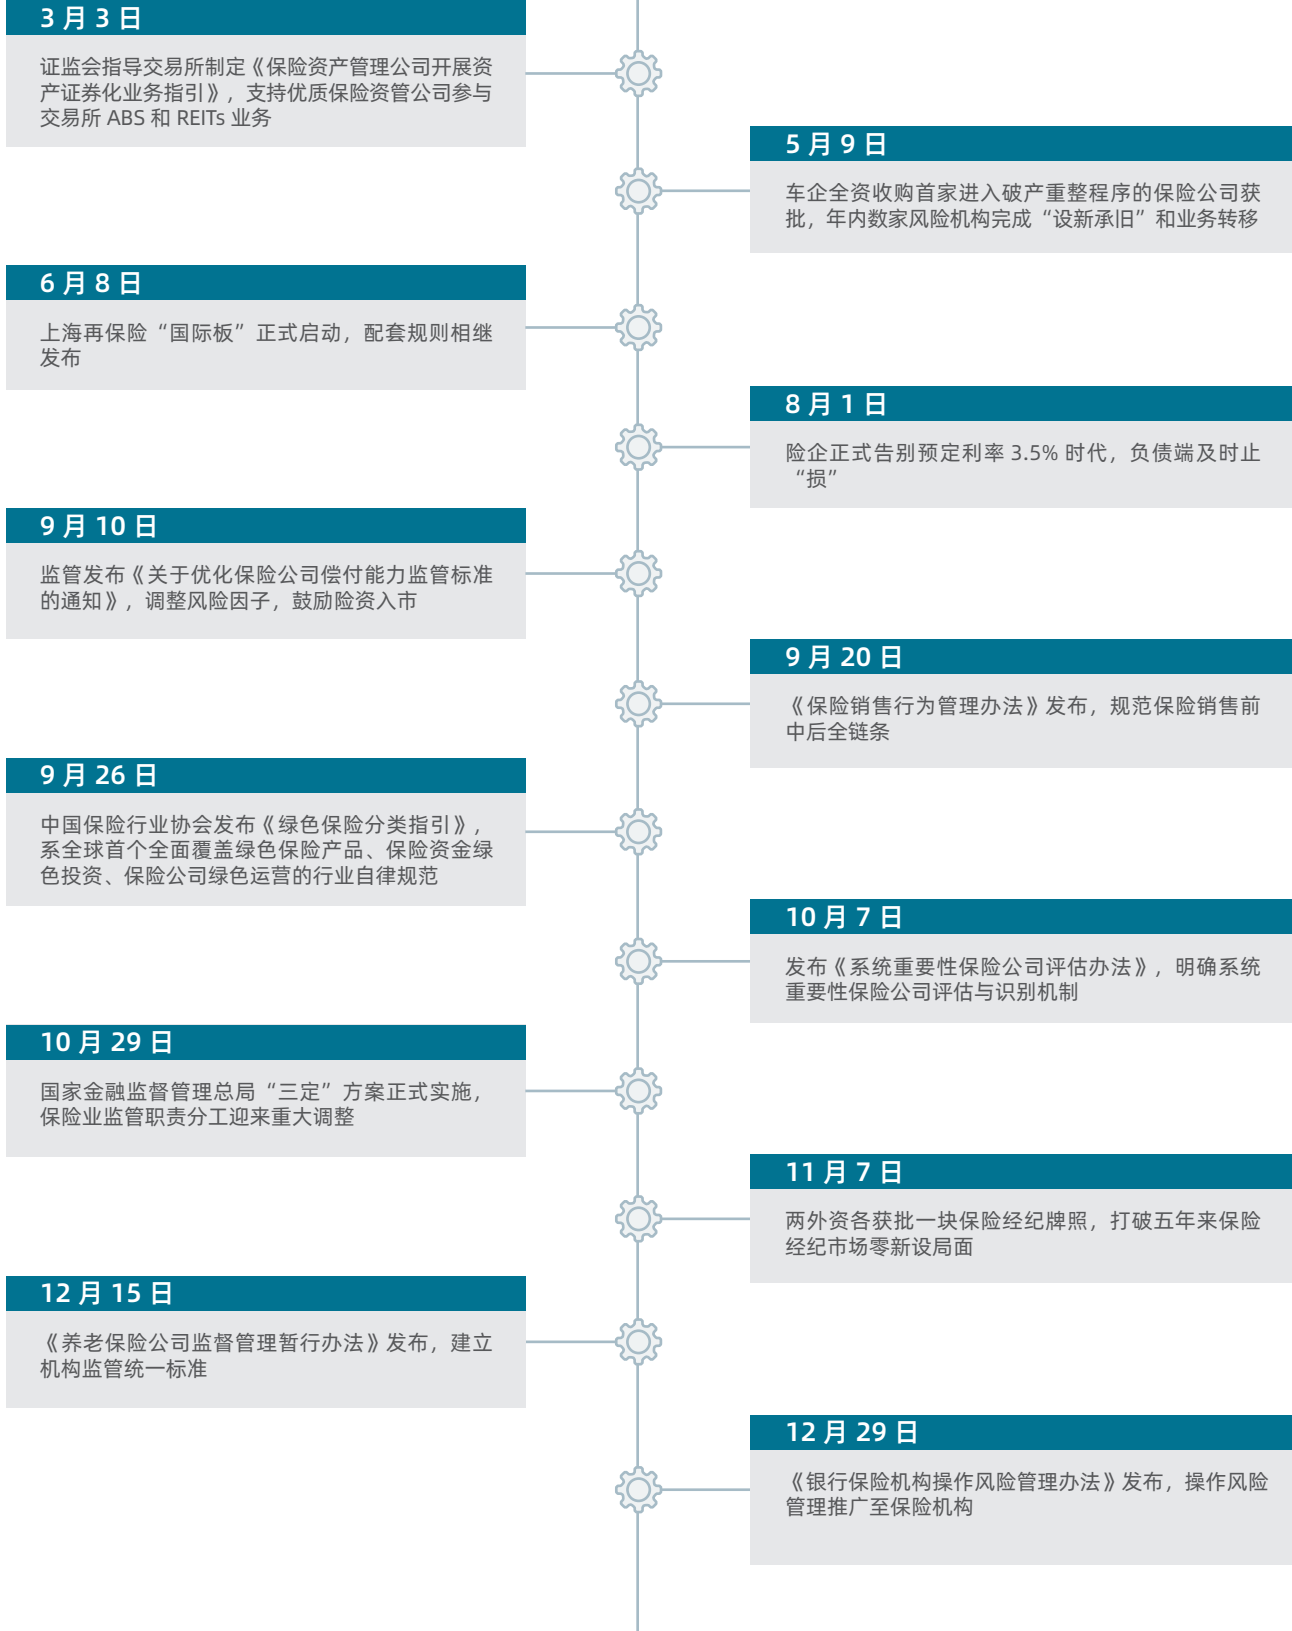 3 月 3 日
证监会指导交易所制定《保险资产管理公司开展资
产证券化业务指引》，支持优质保险资管公司参与
交易所 ABS 和 REITs 业务
5 月 9 日
车企全资收购首家进入破产重整程序的保险公司获
批，年内数家风险机构完成“设新承旧”和业务转移
6 月 8 日
上海再保险“国际板”正式启动，配套规则相继
发布
8 月 1 日
险企正式告别预定利率 3.5% 时代，负债端及时止
“损”
9 月 10 日
监管发布《关于优化保险公司偿付能力监管标准
的通知》，调整风险因子，鼓励险资入市
9 月 20 日
《保险销售行为管理办法》发布，规范保险销售前
中后全链条
9 月 26 日
中国保险行业协会发布《绿色保险分类指引》，
系全球首个全面覆盖绿色保险产品、保险资金绿
色投资、保险公司绿色运营的行业自律规范
10 月 7 日
发布《系统重要性保险公司评估办法》，明确系统
重要性保险公司评估与识别机制
10 月 29 日
国家金融监督管理总局“三定”方案正式实施，
保险业监管职责分工迎来重大调整
11 月 7 日
两外资各获批一块保险经纪牌照，打破五年来保险
经纪市场零新设局面
12 月 15 日
《养老保险公司监督管理暂行办法》发布，建立
机构监管统一标准
12 月 29 日
《银行保险机构操作风险管理办法》发布，操作风险
管理推广至保险机构